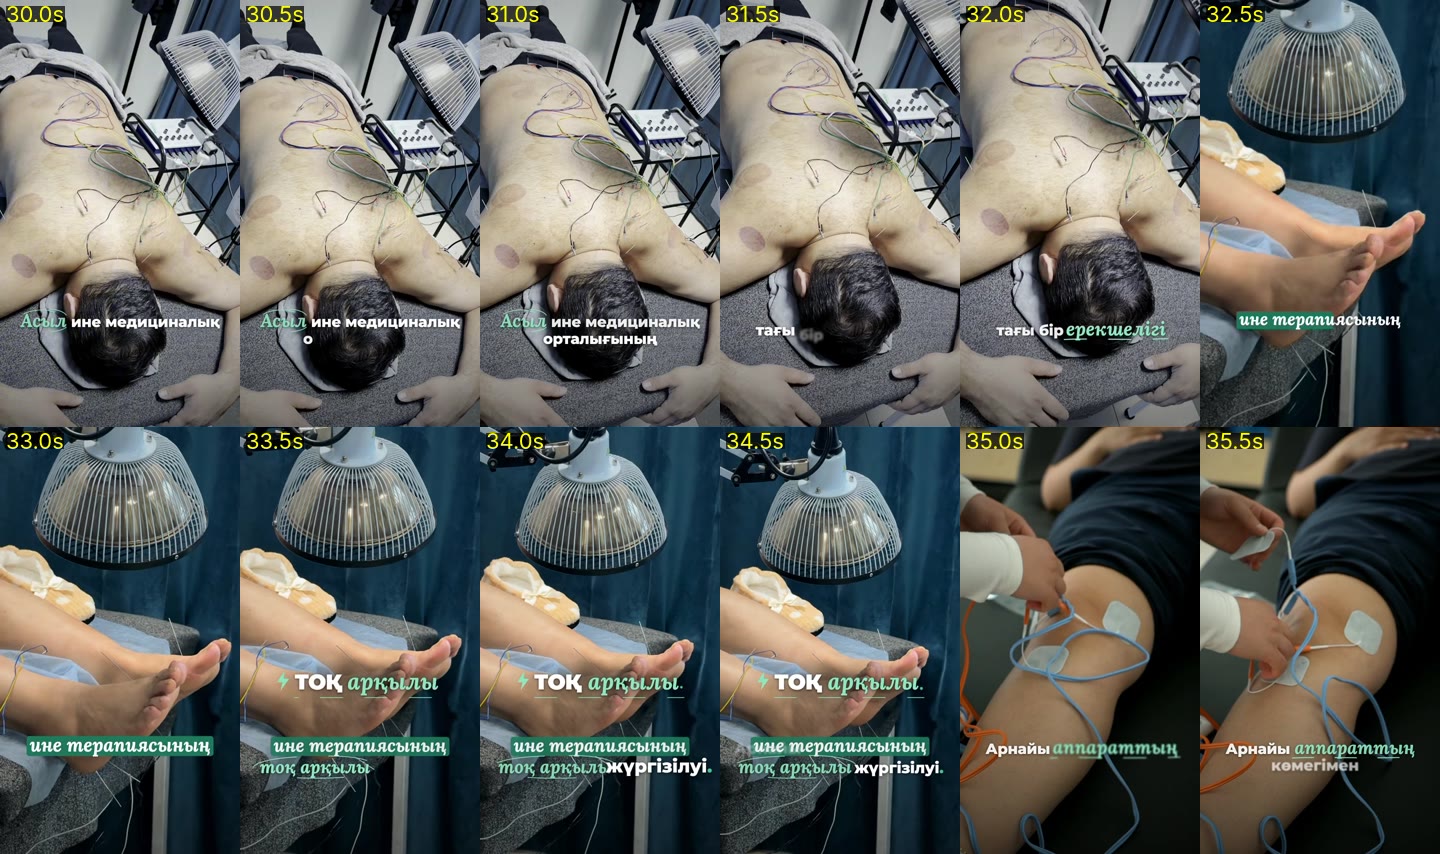 30.0s
Асыл ине медициналық
30.5s
Асыл ине медициналық
о
31.0s
Асыл ине медициналық
орталығының
31.5s
тағы бір
32.0s
тағы бір ерекшелігі
32.5s
ине терапиясының
33.0s
ине терапиясының
33.5s
ТОҚ арқылы
ине терапиясының
тоқ арқылы
34.0s
ТОҚ арқылы.
ине терапиясының
тоқ арқылы жүргізілуі.
34.5s
ТОҚ арқылы.
ине терапиясының
тоқ арқылы жүргізілуі.
35.0s
Арнайы аппараттың
35.5s
Арнайы аппараттың
көмегімен